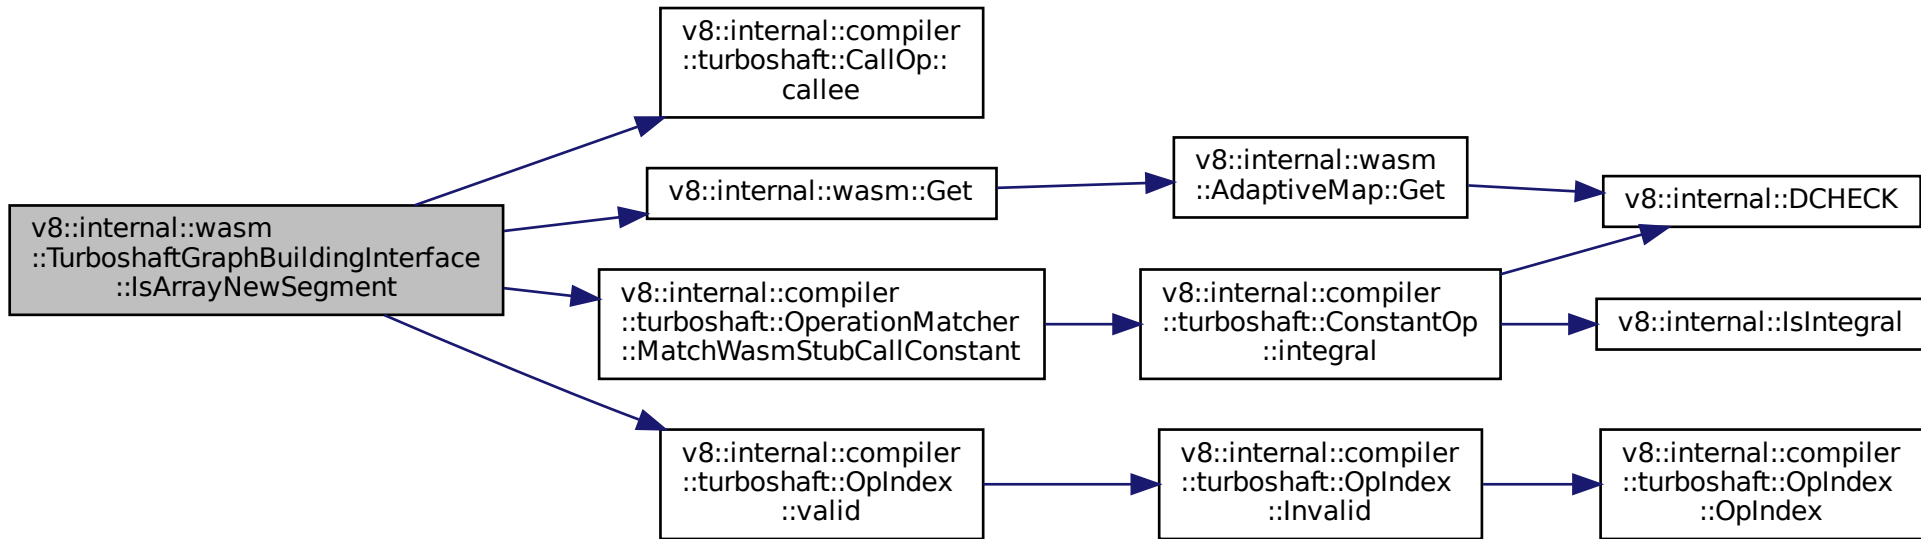 v8::internal::wasm
::TurboshaftGraphBuildingInterface
::IsArrayNewSegment
v8::internal::compiler
::turboshaft::CallOp::
callee
v8::internal::wasm::Get
v8::internal::wasm
::AdaptiveMap::Get
v8::internal::DCHECK
v8::internal::compiler
::turboshaft::OperationMatcher
::MatchWasmStubCallConstant
v8::internal::compiler
::turboshaft::ConstantOp
::integral
v8::internal::IsIntegral
v8::internal::compiler
::turboshaft::OpIndex
::valid
v8::internal::compiler
::turboshaft::OpIndex
::Invalid
v8::internal::compiler
::turboshaft::OpIndex
::OpIndex